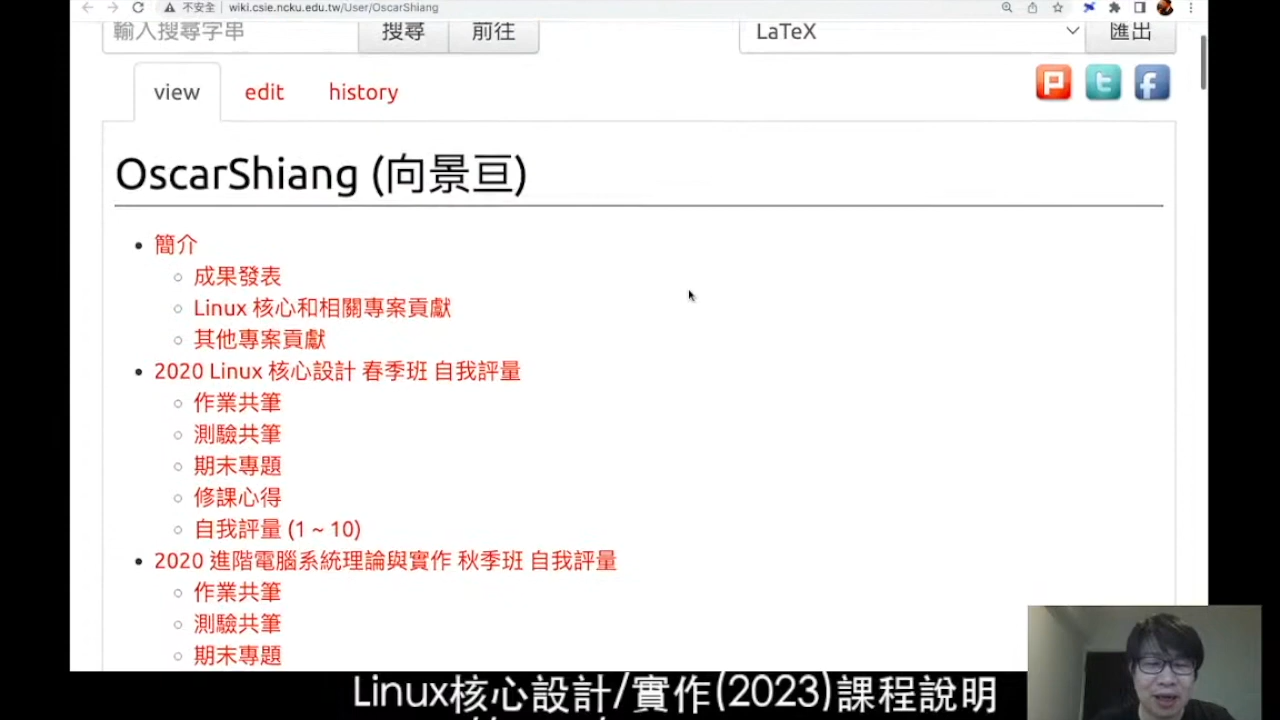 不安全 | wiki.csie.ncku.edu.tw/User/OscarShiang
輸入搜尋字串 搜尋 前往 LaTeX 匯出
view edit history
OscarShiang (向景亘)
簡介
成果發表
Linux 核心和相關專案貢獻
其他專案貢獻
2020 Linux 核心設計 春季班 自我評量
作業共筆
測驗共筆
期末專題
修課心得
自我評量 (1 ~ 10)
2020 進階電腦系統理論與實作 秋季班 自我評量
作業共筆
測驗共筆
期末專題
Linux核心設計/實作(2023)課程說明